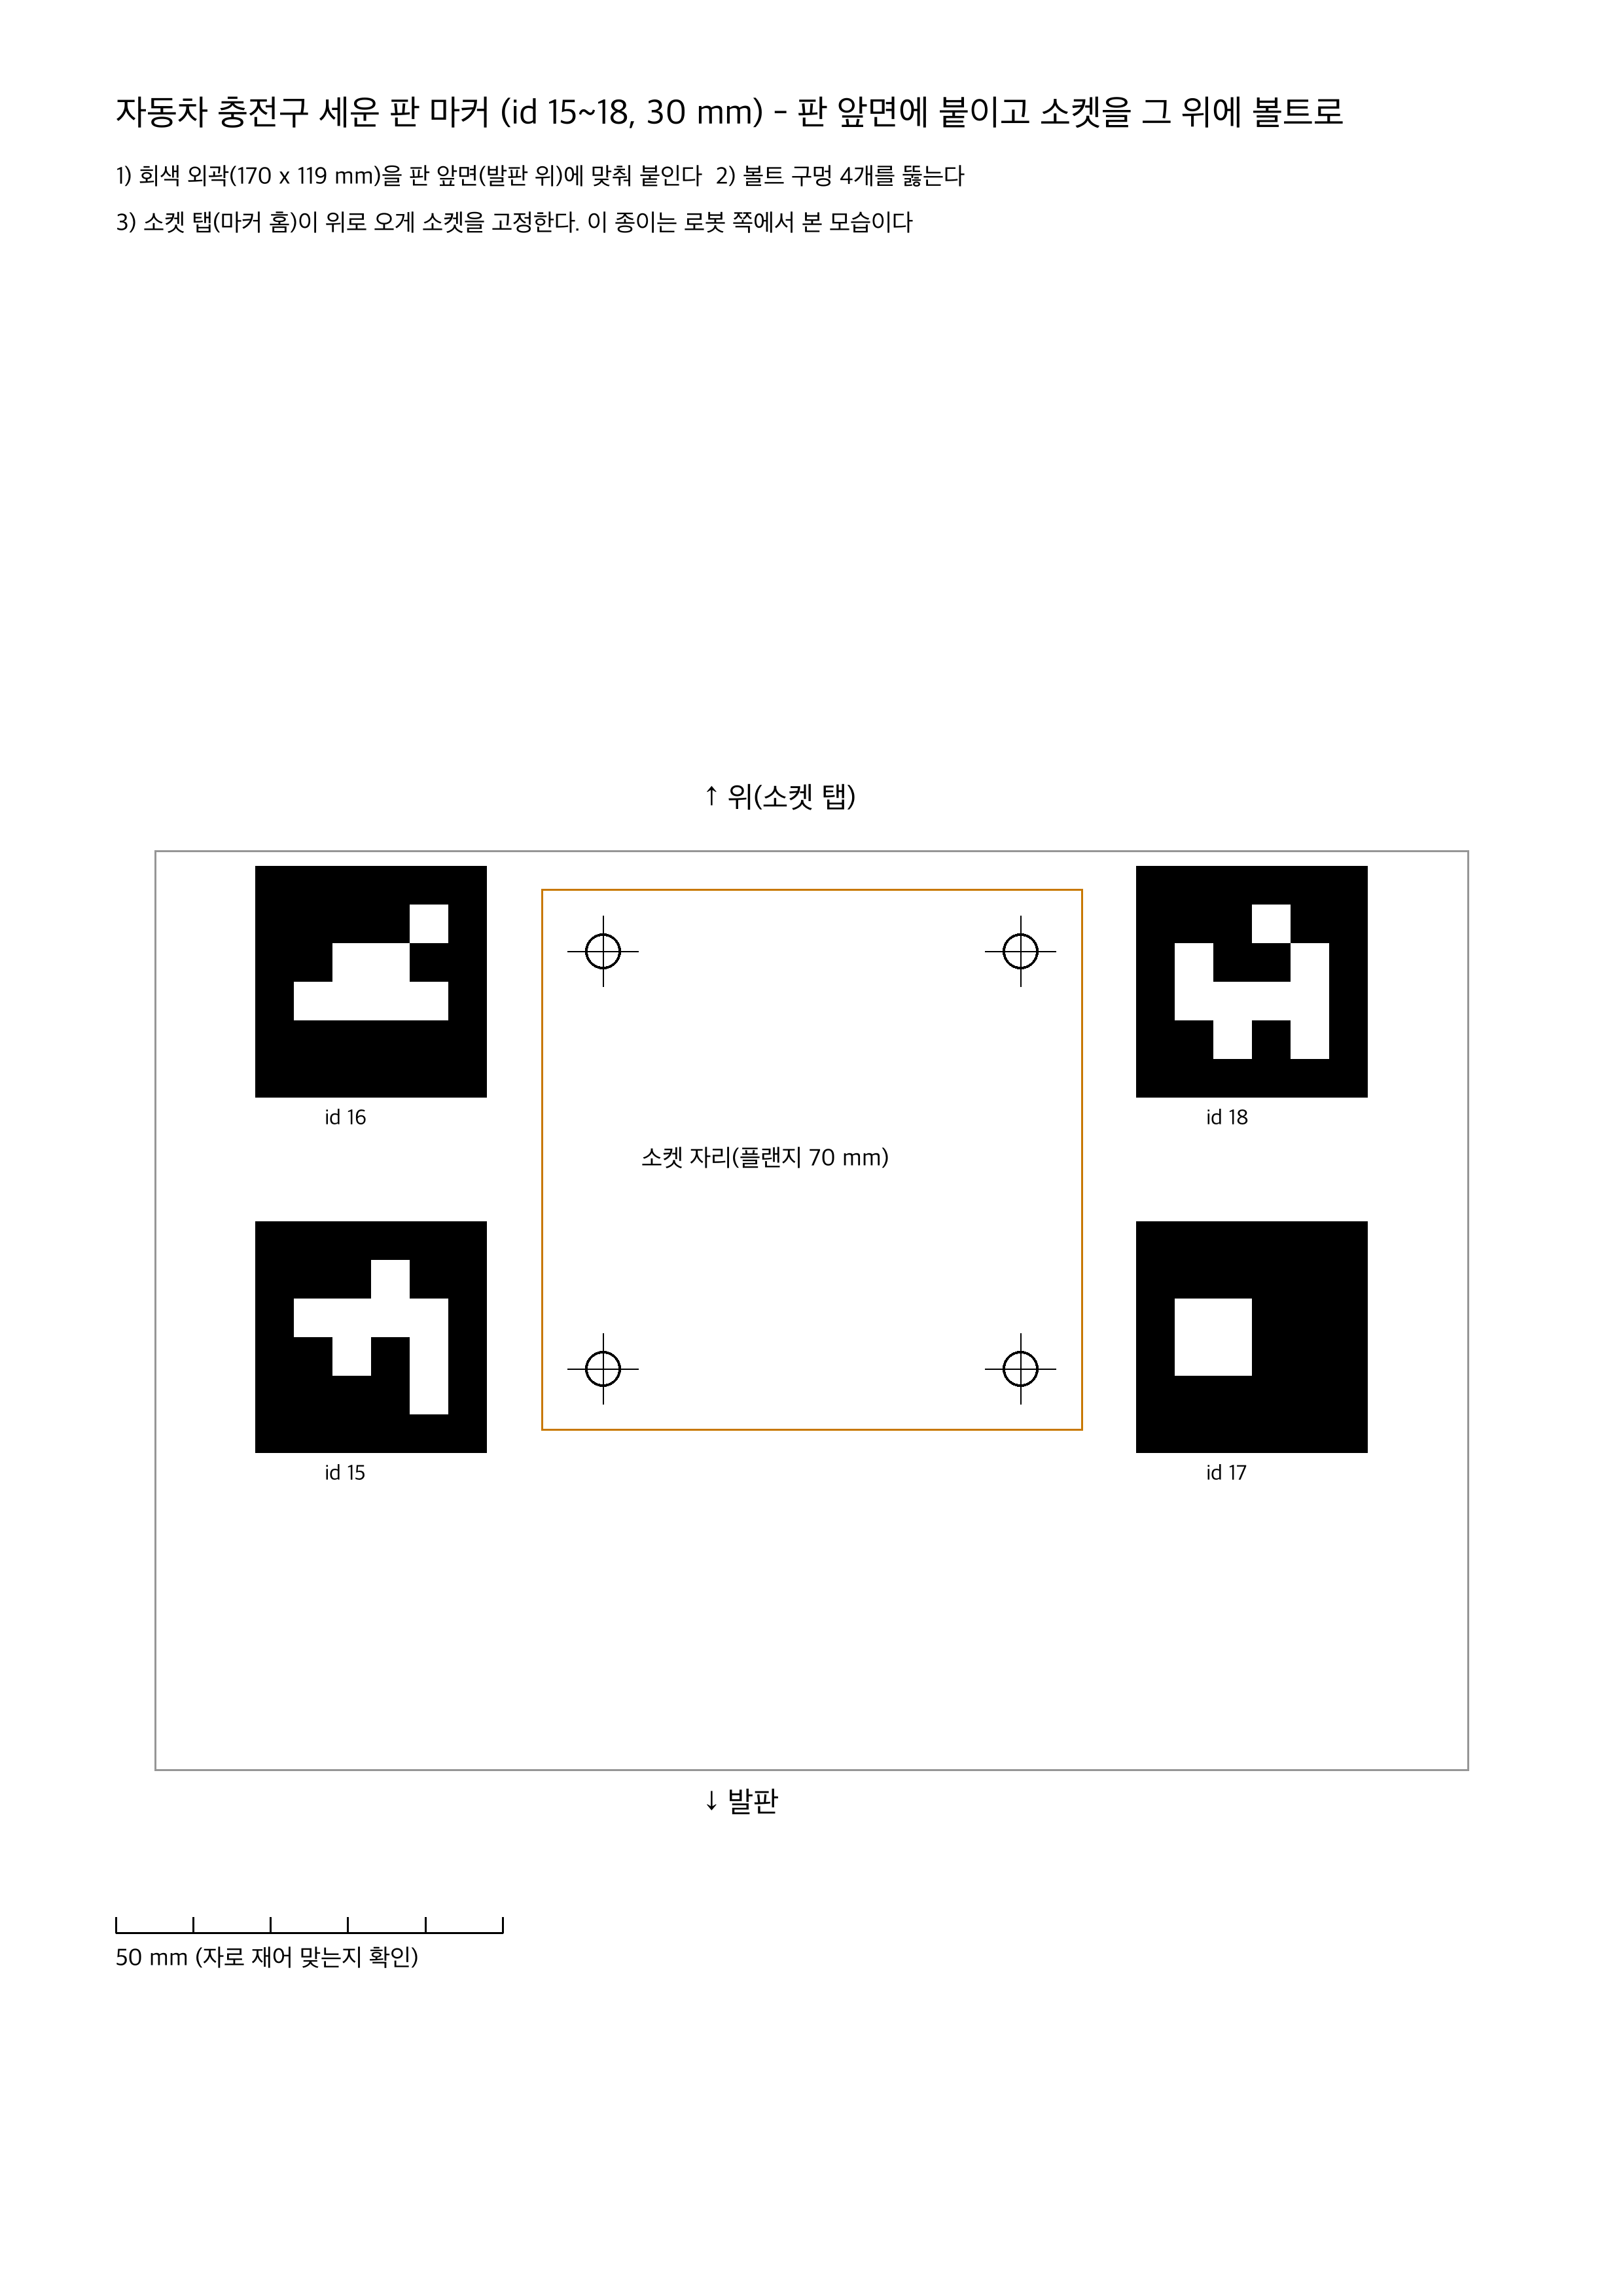 자동차 충전구 세운 판 마커 (id 15~18, 30 mm) - 판 앞면에 붙이고 소켓을 그 위에 볼트로
1) 회색 외곽(170 x 119 mm)을 판 앞면(발판 위)에 맞춰 붙인다  2) 볼트 구멍 4개를 뚫는다
3) 소켓 탭(마커 홈)이 위로 오게 소켓을 고정한다. 이 종이는 로봇 쪽에서 본 모습이다
↑ 위(소켓 탭)
id 16
id 18
소켓 자리(플랜지 70 mm)
id 15
id 17
↓ 발판
50 mm (자로 재어 맞는지 확인)